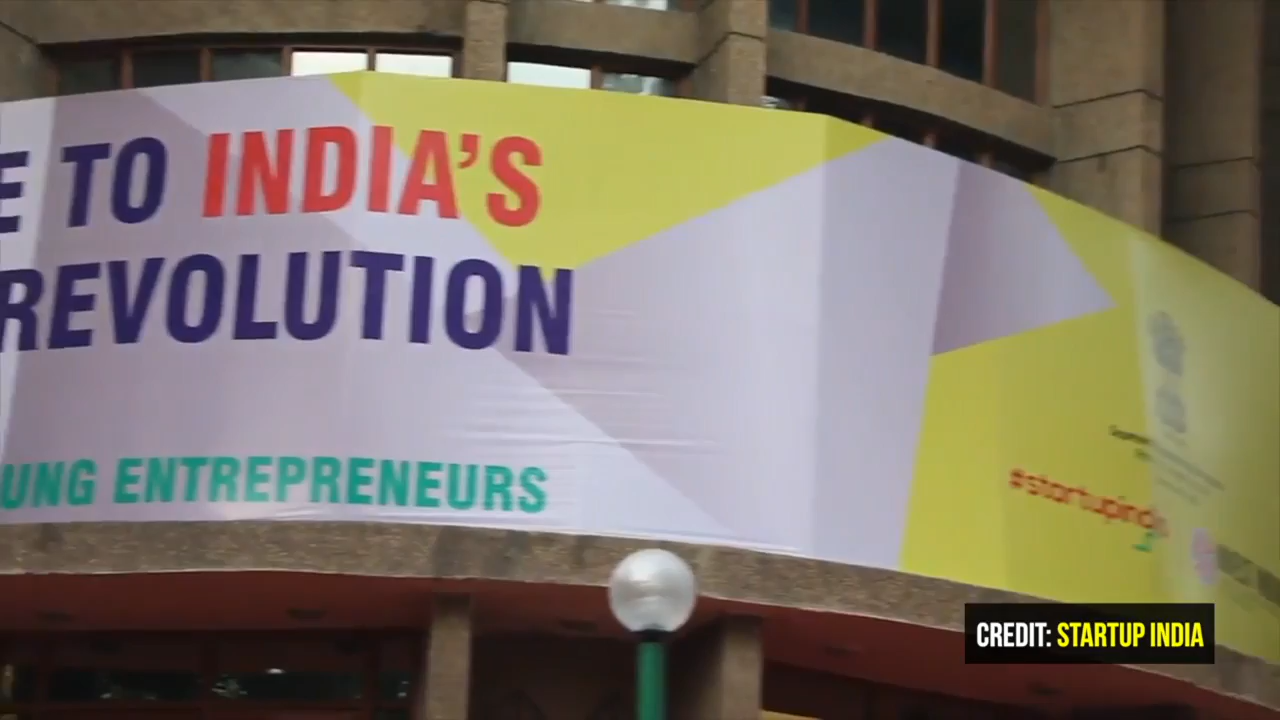 E TO INDIA'S
REVOLUTION
UNG ENTREPRENEURS
#startupindia
CREDIT: STARTUP INDIA